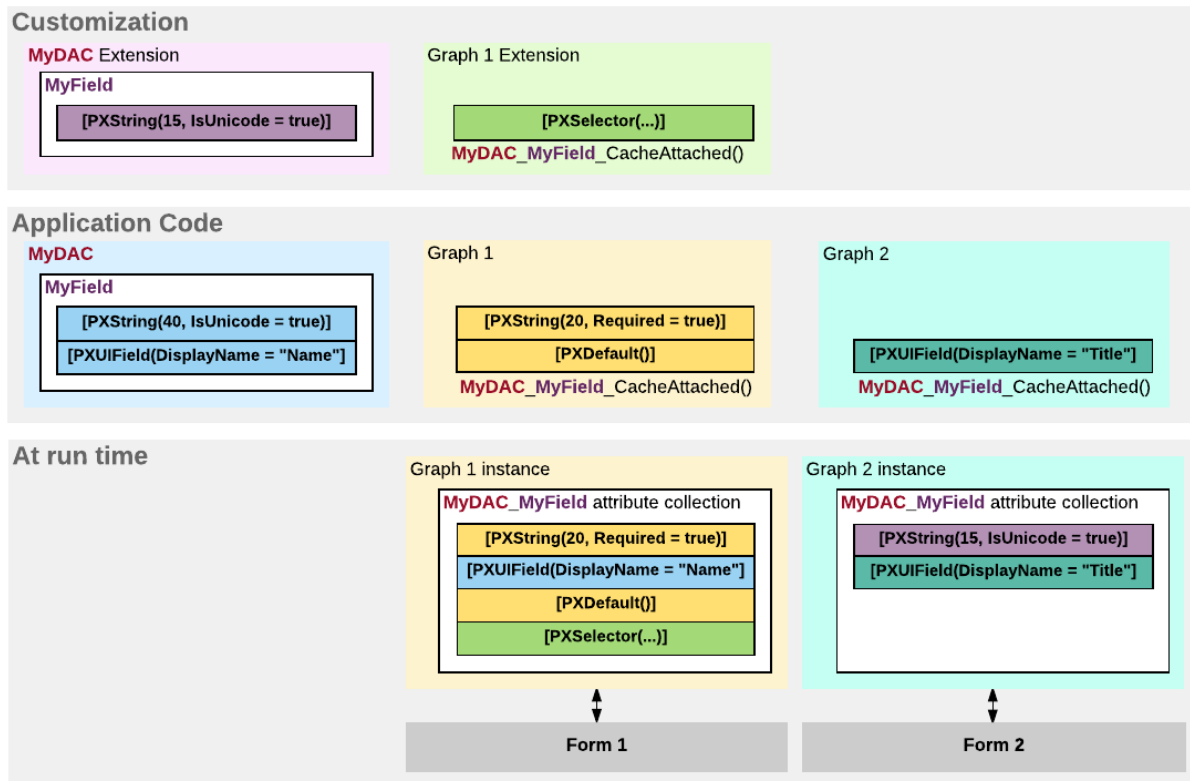 Customization
MyDAC Extension
MyField
[PXString(15, IsUnicode = true)]
Graph 1 Extension
[PXSelector(...)]
MyDAC_MyField_CacheAttached()
Application Code
MyDAC
MyField
[PXString(40, IsUnicode = true)]
[PXUIField(DisplayName = "Name"]
Graph 1
[PXString(20, Required = true)]
[PXDefault()]
MyDAC_MyField_CacheAttached()
Graph 2
[PXUIField(DisplayName = "Title"]
MyDAC_MyField_CacheAttached()
At run time
Graph 1 instance
MyDAC_MyField attribute collection
[PXString(20, Required = true)]
[PXUIField(DisplayName = "Name"]
[PXDefault()]
[PXSelector(...)]
Form 1
Graph 2 instance
MyDAC_MyField attribute collection
[PXString(15, IsUnicode = true)]
[PXUIField(DisplayName = "Title"]
Form 2